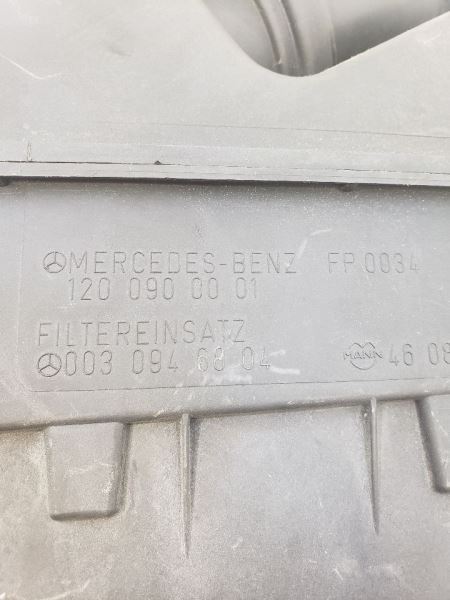 MERCEDES-BENZ FP 0034
120 090 00 01
FILTEREINSATZ
003 094 68 04 MANN 46 08